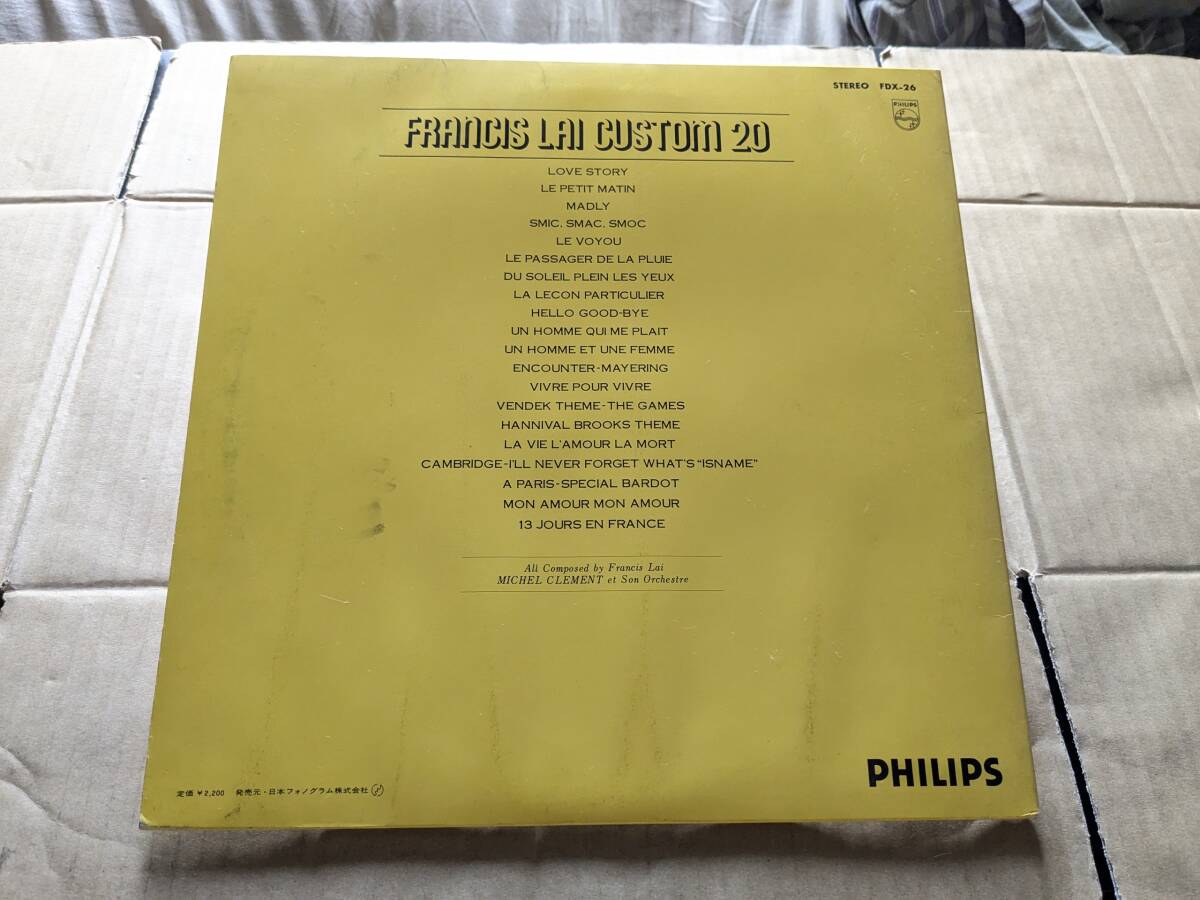 STEREO FDX-26
PHILIPS
FRANCIS LAI CUSTOM 20
LOVE STORY
LE PETIT MATIN
MADLY
SMIC, SMAC, SMOC
LE VOYOU
LE PASSAGER DE LA PLUIE
DU SOLEIL PLEIN LES YEUX
LA LECON PARTICULIER
HELLO GOOD-BYE
UN HOMME QUI ME PLAIT
UN HOMME ET UNE FEMME
ENCOUNTER-MAYERING
VIVRE POUR VIVRE
VENDEK THEME-THE GAMES
HANNIVAL BROOKS THEME
LA VIE L'AMOUR LA MORT
CAMBRIDGE-I'LL NEVER FORGET WHAT'S "ISNAME"
A PARIS-SPECIAL BARDOT
MON AMOUR MON AMOUR
13 JOURS EN FRANCE
All Composed by Francis Lai
MICHEL CLEMENT et Son Orchestre
PHILIPS
定価 ¥2,200 発売元・日本フォノグラム株式会社